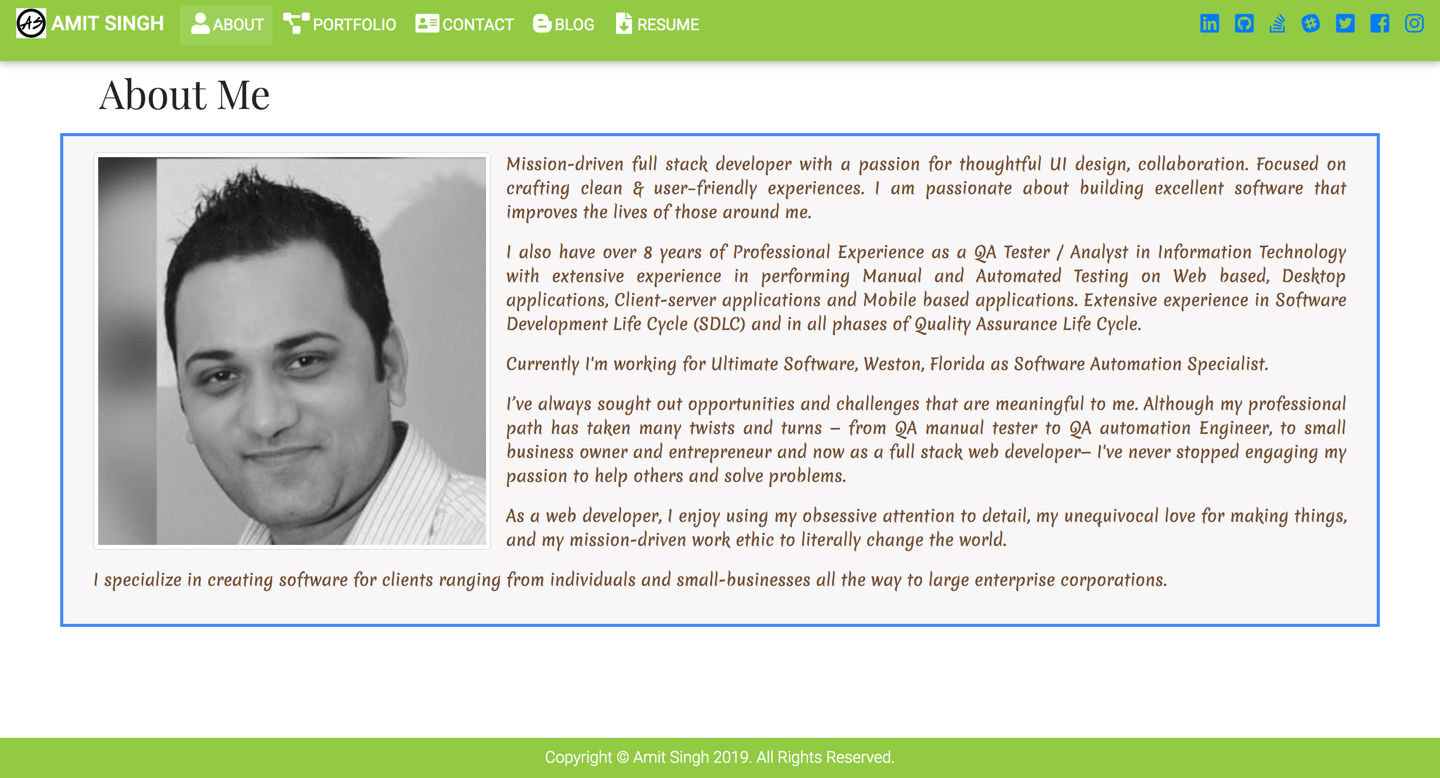 AS AMIT SINGH ABOUT PORTFOLIO CONTACT BLOG RESUME
About Me
Mission-driven full stack developer with a passion for thoughtful UI design, collaboration. Focused on
crafting clean & user-friendly experiences. I am passionate about building excellent software that
improves the lives of those around me.
I also have over 8 years of Professional Experience as a QA Tester / Analyst in Information Technology
with extensive experience in performing Manual and Automated Testing on Web based, Desktop
applications, Client-server applications and Mobile based applications. Extensive experience in Software
Development Life Cycle (SDLC) and in all phases of Quality Assurance Life Cycle.
Currently I'm working for Ultimate Software, Weston, Florida as Software Automation Specialist.
I’ve always sought out opportunities and challenges that are meaningful to me. Although my professional
path has taken many twists and turns – from QA manual tester to QA automation Engineer, to small
business owner and entrepreneur and now as a full stack web developer– I've never stopped engaging my
passion to help others and solve problems.
As a web developer, I enjoy using my obsessive attention to detail, my unequivocal love for making things,
and my mission-driven work ethic to literally change the world.
I specialize in creating software for clients ranging from individuals and small-businesses all the way to large enterprise corporations.
Copyright © Amit Singh 2019. All Rights Reserved.